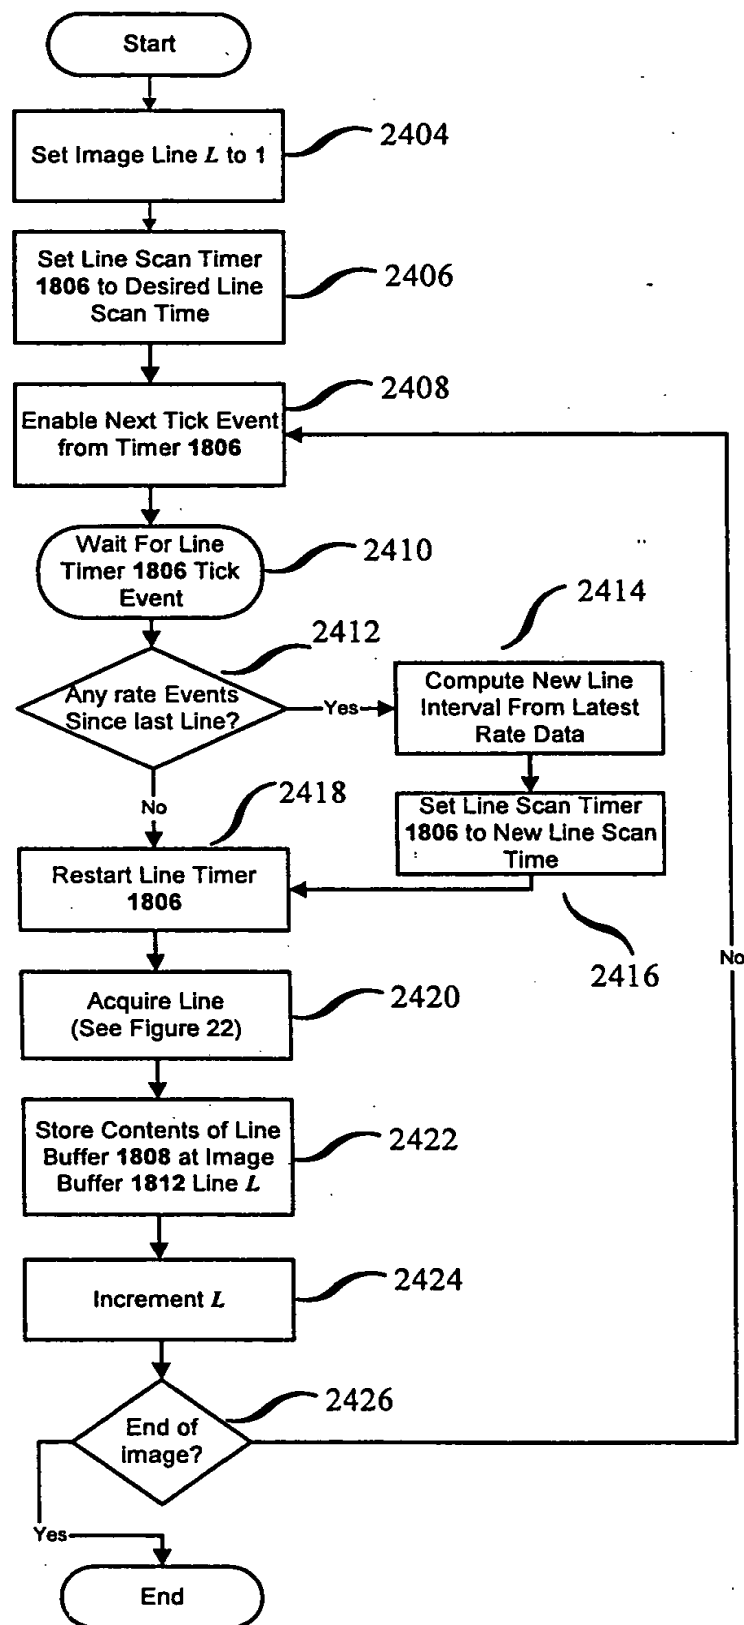 Start
Set Image Line L to 1
2404
Set Line Scan Timer
1806 to Desired Line
Scan Time
2406
Enable Next Tick Event
from Timer 1806
2408
Wait For Line
Timer 1806 Tick
Event
2410
Any rate Events
Since last Line?
2412
Yes
Compute New Line
Interval From Latest
Rate Data
2414
Set Line Scan Timer
1806 to New Line Scan
Time
2416
No
Restart Line Timer
1806
2418
Acquire Line
(See Figure 22)
2420
Store Contents of Line
Buffer 1808 at Image
Buffer 1812 Line L
2422
Increment L
2424
End of
image?
2426
No
Yes
End